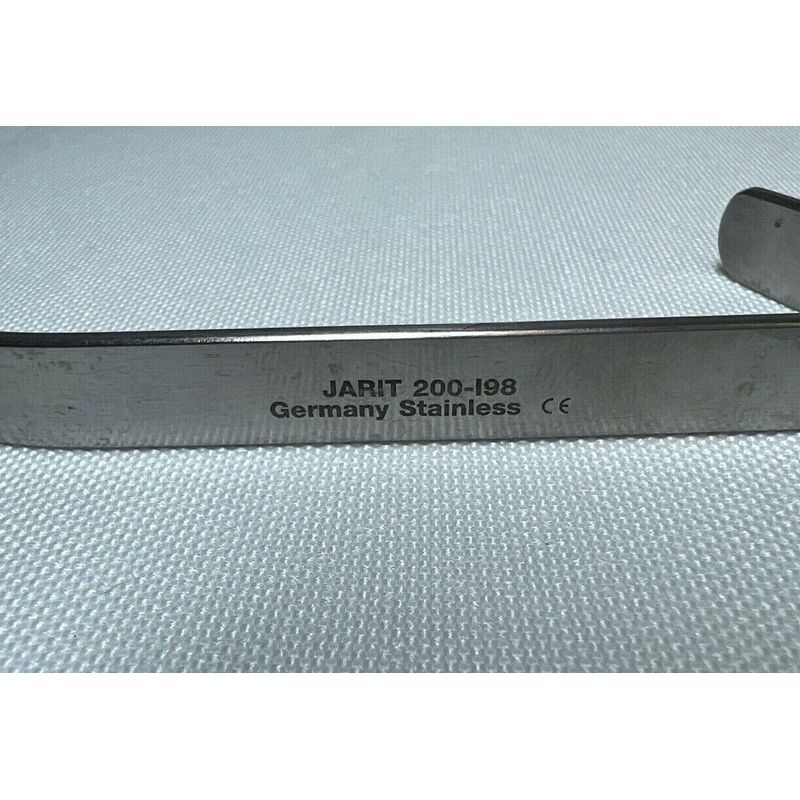 JARIT 200-I98
Germany Stainless CE